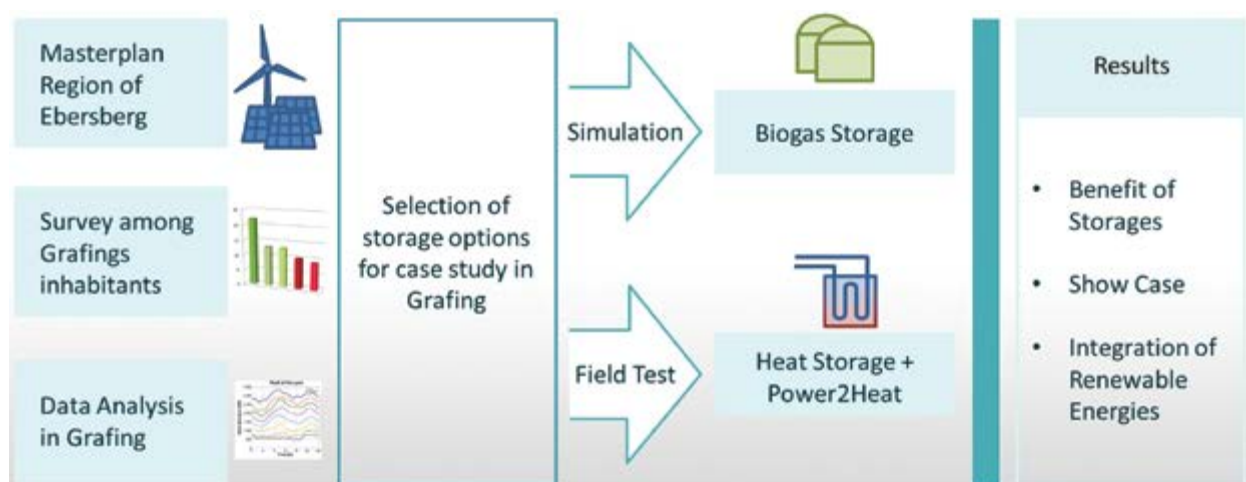 Masterplan
Region of
Ebersberg
Survey among
Grafings
inhabitants
Data Analysis
in Grafing
Selection of
storage options
for case study in
Grafing
Simulation
Field Test
Biogas Storage
Heat Storage +
Power2Heat
Results
• Benefit of
Storages
• Show Case
• Integration of
Renewable
Energies